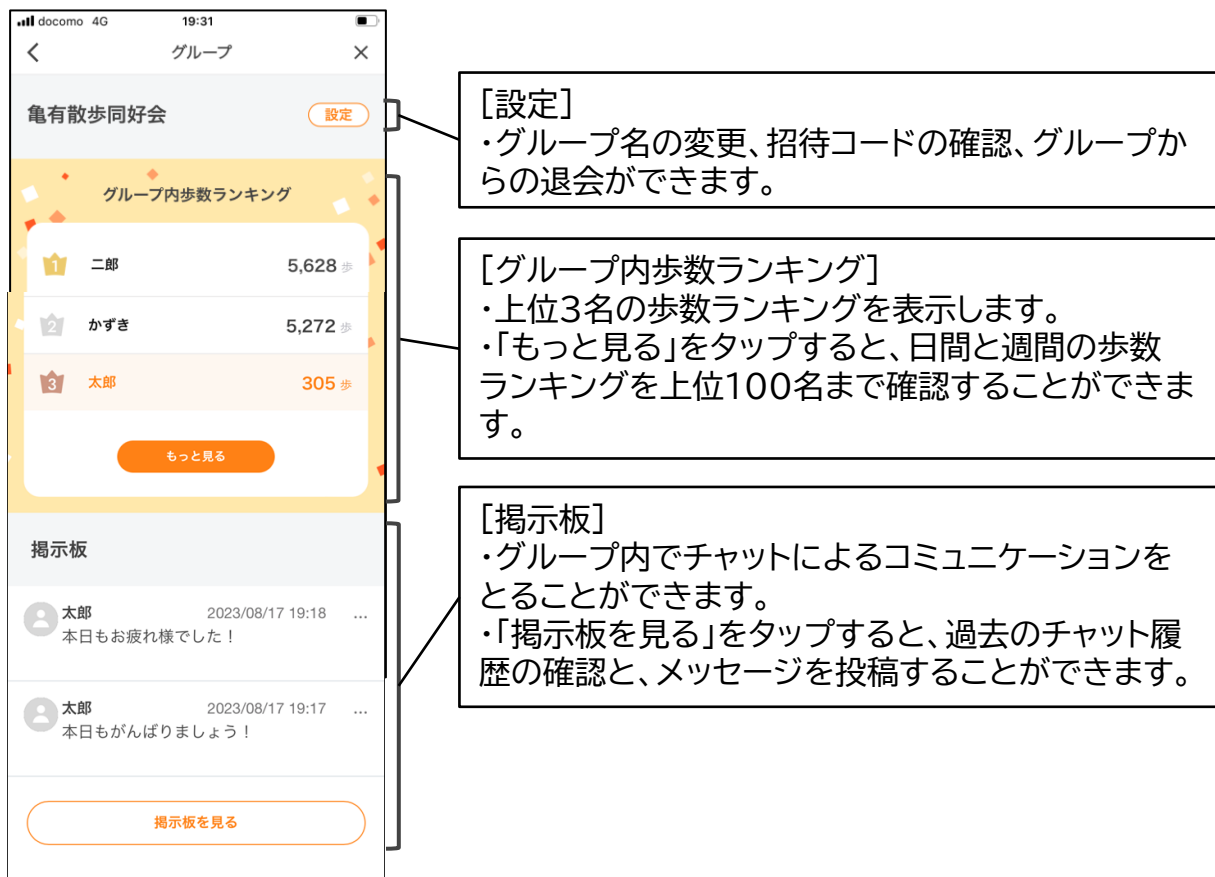 docomo 4G 19:31
グループ
亀有散歩同好会 設定
グループ内歩数ランキング
1 二郎 5,628 歩
2 かずき 5,272 歩
3 太郎 305 歩
もっと見る
掲示板
太郎 2023/08/17 19:18 …
本日もお疲れ様でした！
太郎 2023/08/17 19:17 …
本日もがんばりましょう！
掲示板を見る
[設定]
・グループ名の変更、招待コードの確認、グループか
らの退会ができます。
[グループ内歩数ランキング]
・上位3名の歩数ランキングを表示します。
・「もっと見る」をタップすると、日間と週間の歩数
ランキングを上位100名まで確認することができま
す。
[掲示板]
・グループ内でチャットによるコミュニケーションを
とることができます。
・「掲示板を見る」をタップすると、過去のチャット履
歴の確認と、メッセージを投稿することができます。